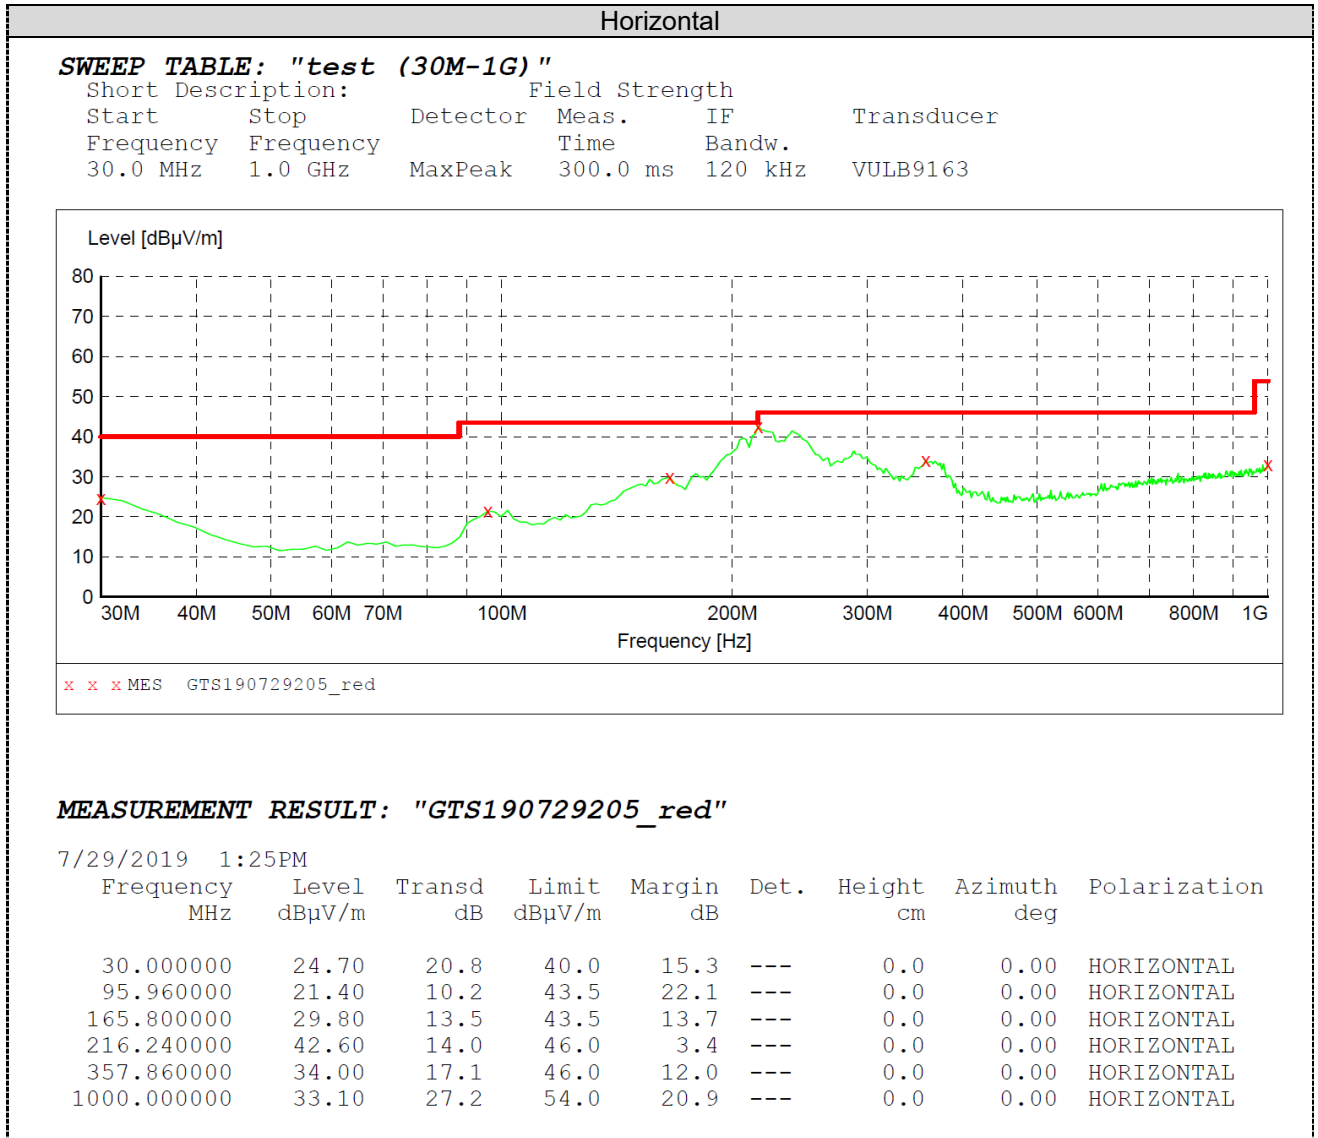 Horizontal
SWEEP TABLE: "test (30M-1G)"
Short Description: Field Strength
Start Stop Detector Meas. IF Transducer
Frequency Frequency Time Bandw.
30.0 MHz 1.0 GHz MaxPeak 300.0 ms 120 kHz VULB9163
Level [dBµV/m]
80
70
60
50
40
30
20
10
0
30M 40M 50M 60M 70M 100M 200M 300M 400M 500M 600M 800M 1G
Frequency [Hz]
x x x MES GTS190729205_red
MEASUREMENT RESULT: "GTS190729205_red"
7/29/2019 1:25PM
Frequency Level Transd Limit Margin Det. Height Azimuth Polarization
MHz dBµV/m dB dBµV/m dB cm deg
30.000000 24.70 20.8 40.0 15.3 --- 0.0 0.00 HORIZONTAL
95.960000 21.40 10.2 43.5 22.1 --- 0.0 0.00 HORIZONTAL
165.800000 29.80 13.5 43.5 13.7 --- 0.0 0.00 HORIZONTAL
216.240000 42.60 14.0 46.0 3.4 --- 0.0 0.00 HORIZONTAL
357.860000 34.00 17.1 46.0 12.0 --- 0.0 0.00 HORIZONTAL
1000.000000 33.10 27.2 54.0 20.9 --- 0.0 0.00 HORIZONTAL